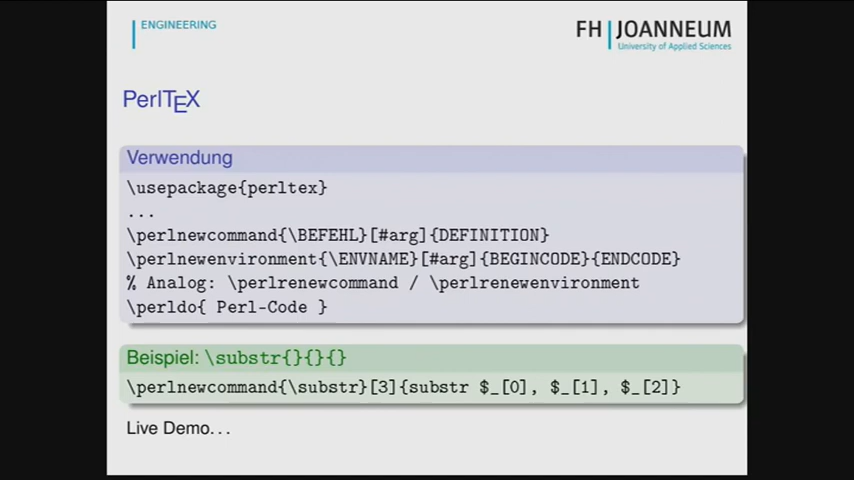 ENGINEERING
FH JOANNEUM
University of Applied Sciences
PerlTEX
Verwendung
\usepackage{perltex}
...
\perlnewcommand{\BEFEHL}[#arg]{DEFINITION}
\perlnewenvironment{\ENVNAME}[#arg]{BEGINCODE}{ENDCODE}
% Analog: \perlrenewcommand / \perlrenewenvironment
\perldo{ Perl-Code }
Beispiel: \substr{}{}{}
\perlnewcommand{\substr}[3]{substr $_[0], $_[1], $_[2]}
Live Demo...